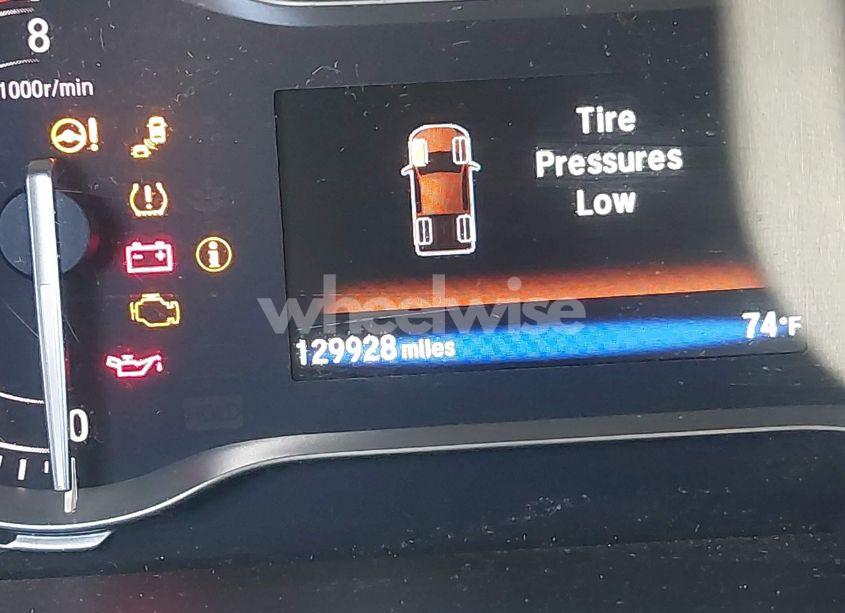 8
1000r/min
Tire
Pressures
Low
wheelwise
129928 miles
74°F
0